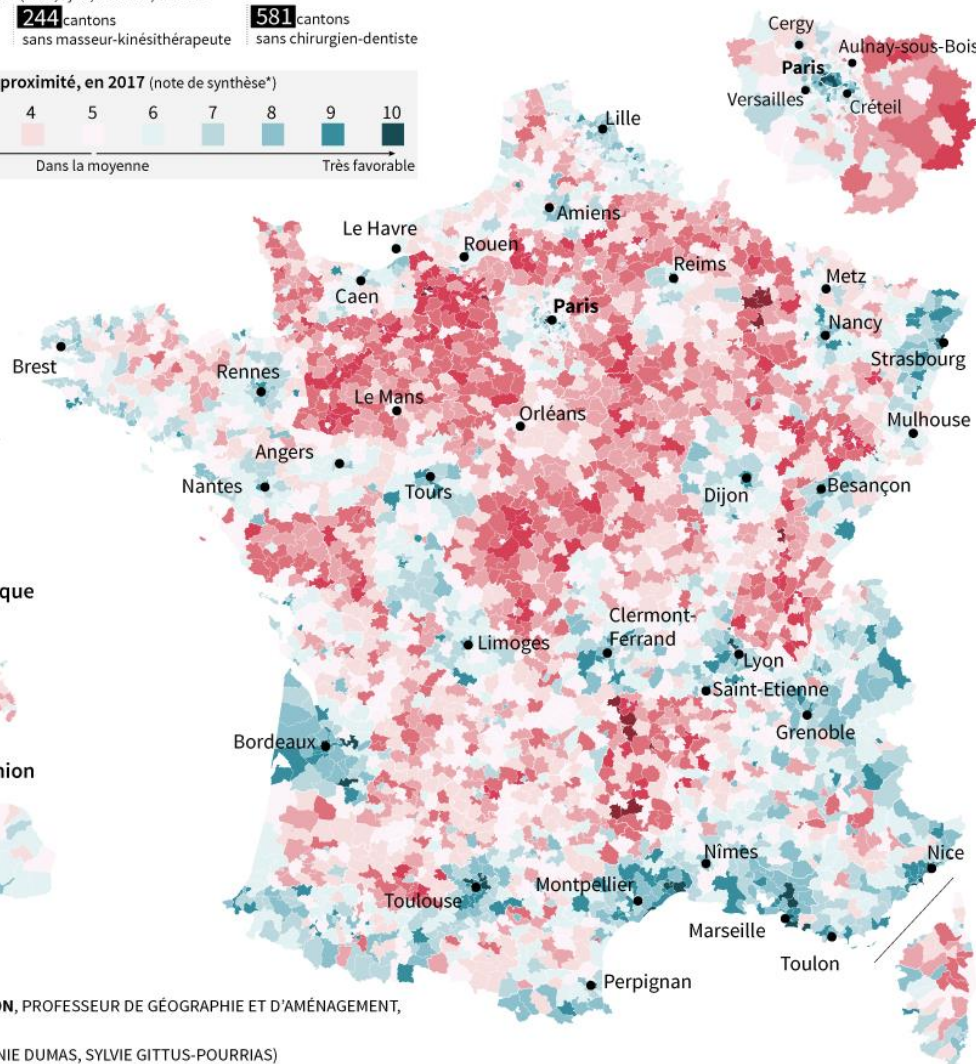 244 cantons
sans masseur-kinésithérapeute
581 cantons
sans chirurgien-dentiste
proximité, en 2017 (note de synthèse*)
4 5 6 7 8 9 10
Dans la moyenne
Très favorable
Cergy
Aulnay-sous-Bois
Paris
Versailles
Créteil
Lille
Amiens
Le Havre
Rouen
Reims
Caen
Metz
Paris
Nancy
Brest
Rennes
Strasbourg
Le Mans
Orléans
Mulhouse
Angers
Nantes
Tours
Dijon
Besançon
que
Clermont-
Ferrand
Limoges
Lyon
Saint-Etienne
Grenoble
Bordeaux
nion
Nîmes
Nice
Montpellier
Toulouse
Marseille
Toulon
Perpignan
ON, PROFESSEUR DE GÉOGRAPHIE ET D'AMÉNAGEMENT,
NIE DUMAS, SYLVIE GITTUS-POURRIAS)